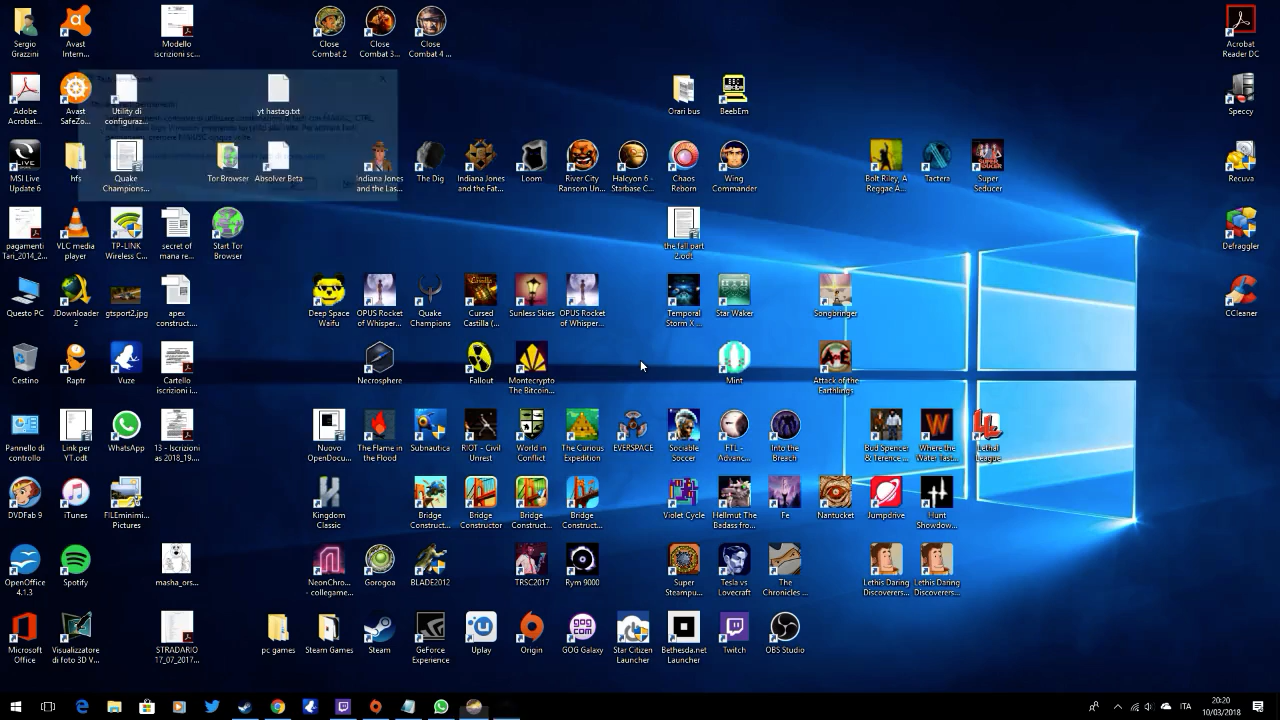 Sergio
Grazzini
Avast
Intern...
Modello
iscrizioni sc...
Close
Combat 2
Close
Combat 3...
Close
Combat 4 ...
Acrobat
Reader DC
Adobe
Acrobat...
Avast
SafeZo...
Utility di
configuraz...
yt hastag.txt
Orari bus
BeebEm
Speccy
MSI Live
Update 6
hfs
Quake
Champions...
Tor Browser
Absolver Beta
Indiana Jones
and the Las...
The Dig
Indiana Jones
and the Fat...
Loom
River City
Ransom Un...
Halcyon 6 -
Starbase C...
Chaos
Reborn
Wing
Commander
Bolt Riley, A
Reggae A...
Tactera
Super
Seducer
Recuva
pagamenti
Tari_2014_2...
VLC media
player
TP-LINK
Wireless C...
secret of
mana re...
Start Tor
Browser
the fall part
2.odt
Defraggler
Questo PC
JDownloader
2
gtsport2.jpg
apex
construct....
Deep Space
Waifu
OPUS Rocket
of Whisper...
Quake
Champions
Cursed
Castilla (...
Sunless Skies
OPUS Rocket
of Whisper...
Temporal
Storm X ...
Star Waker
Songbringer
CCleaner
Cestino
Raptr
Vuze
Cartello
iscrizioni i...
Necrosphere
Fallout
Montecrypto
The Bitcoin...
Mint
Attack of the
Earthlings
Pannello di
controllo
Link per
YT.odt
WhatsApp
13 - Iscrizioni
as 2018_19...
Nuovo
OpenDocu...
The Flame in
the Flood
Subnautica
RIOT - Civil
Unrest
World in
Conflict
The Curious
Expedition
EVERSPACE
Sociable
Soccer
FTL -
Advanc...
Into the
Breach
Bud Spencer
& Terence ...
Where the
Water Tast...
Lethal
League
DVDFab 9
iTunes
FILEminimi...
Pictures
Kingdom
Classic
Bridge
Construct...
Bridge
Constructor
Bridge
Construct...
Bridge
Construct...
Violet Cycle
Hellmut The
Badass fro...
Fe
Nantucket
Jumpdrive
Hunt
Showdow...
OpenOffice
4.1.3
Spotify
masha_ors...
NeonChro...
- collegame...
Gorogoa
BLADE2012
TRSC2017
Rym 9000
Super
Steampu...
Tesla vs
Lovecraft
The
Chronicles ...
Lethis Daring
Discoverers...
Lethis Daring
Discoverers...
Microsoft
Office
Visualizzatore
di foto 3D V...
STRADARIO
17_07_2017...
pc games
Steam Games
Steam
GeForce
Experience
Uplay
Origin
GOG Galaxy
Star Citizen
Launcher
Bethesda.net
Launcher
Twitch
OBS Studio
ITA
20:20
10/03/2018